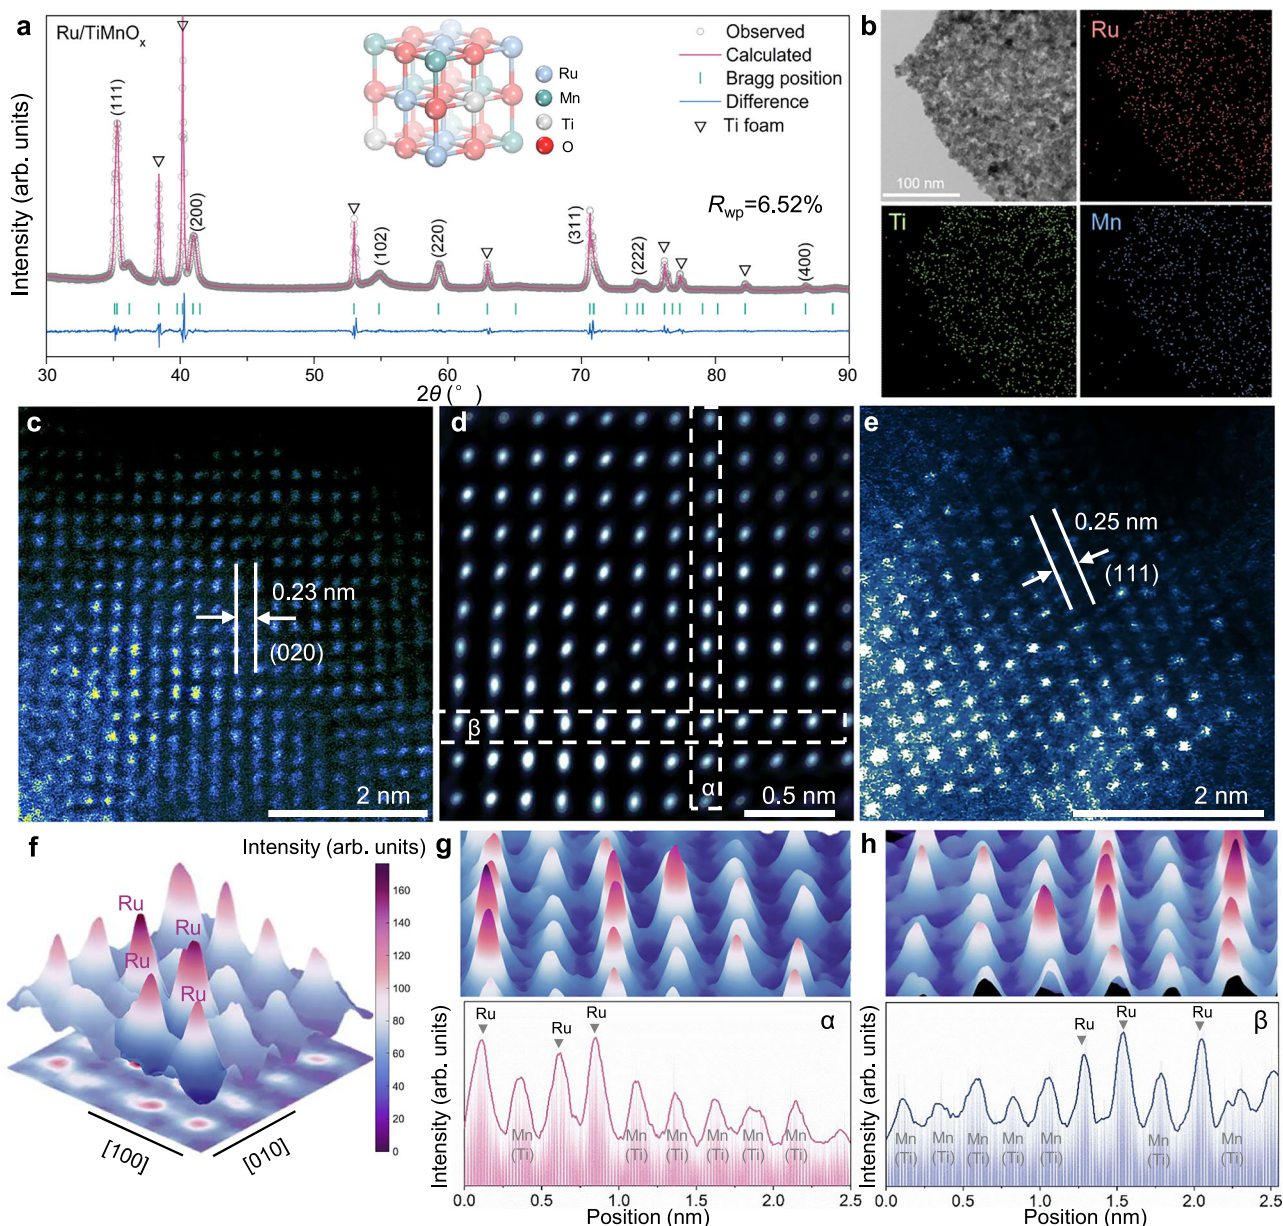 a
Ru/TiMnOx
Intensity (arb. units)
(111)
(200)
(102)
(220)
(311)
(222)
(400)
Ru
Mn
Ti
O
Observed
Calculated
Bragg position
Difference
Ti foam
Rwp=6.52%
30 40 50 60 70 80 90
2θ (°)
b
Ru
100 nm
Ti
Mn
c
0.23 nm
(020)
2 nm
d
β
α
0.5 nm
e
0.25 nm
(111)
2 nm
f
Intensity (arb. units)
160
140
120
100
80
60
40
20
0
Ru
Ru
Ru
Ru
[100]
[010]
g
Ru
Ru
Ru
α
Intensity (arb. units)
Mn Mn Mn Mn Mn Mn
(Ti) (Ti) (Ti) (Ti) (Ti) (Ti)
0.0 0.5 1.0 1.5 2.0 2.5
Position (nm)
h
Ru
Ru
Ru
β
Intensity (arb. units)
Mn Mn Mn Mn Mn Mn Mn
(Ti) (Ti) (Ti) (Ti) (Ti) (Ti) (Ti)
0.0 0.5 1.0 1.5 2.0 2.5
Position (nm)